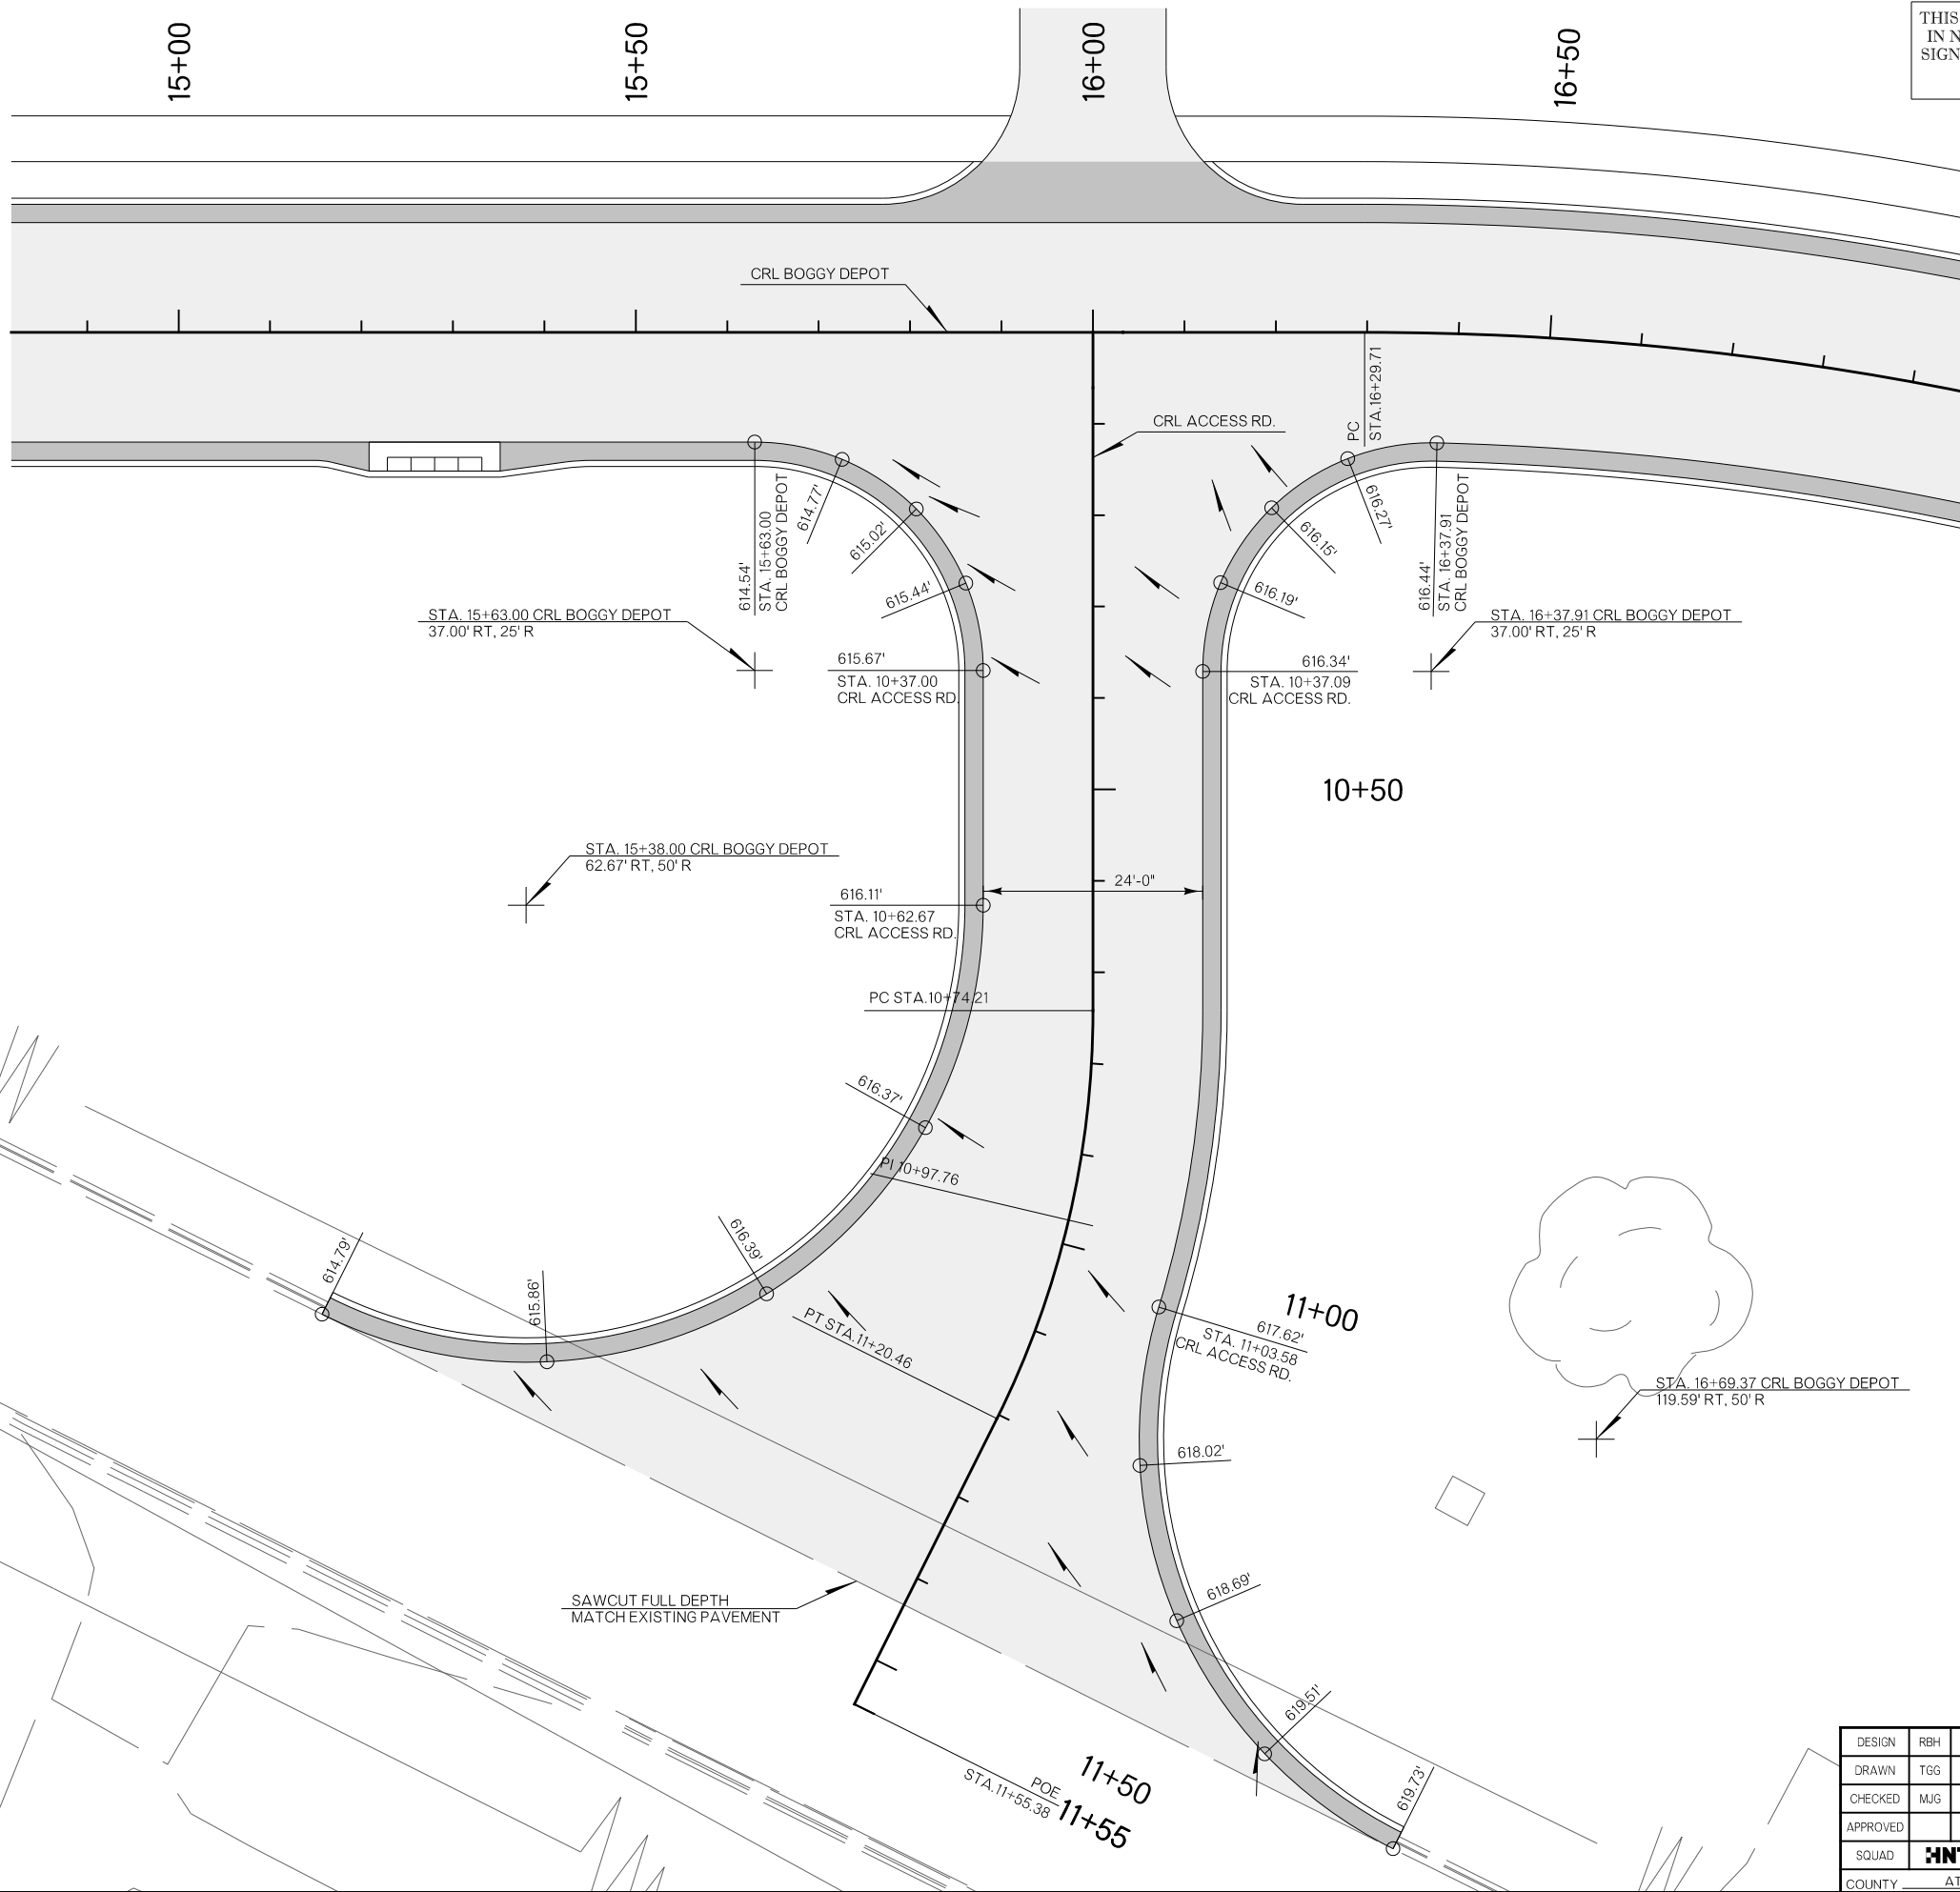 15+00
15+50
16+00
16+50
THIS
IN N
SIGN
CRL BOGGY DEPOT
CRL ACCESS RD.
PC
STA.16+29.71
614.54'
STA. 15+63.00
CRL BOGGY DEPOT
614.77'
615.02'
615.44'
616.27'
616.15'
616.19'
616.44'
STA. 16+37.91
CRL BOGGY DEPOT
STA. 15+63.00 CRL BOGGY DEPOT
37.00' RT, 25' R
STA. 16+37.91 CRL BOGGY DEPOT
37.00' RT, 25' R
615.67'
STA. 10+37.00
CRL ACCESS RD.
616.34'
STA. 10+37.09
CRL ACCESS RD.
10+50
STA. 15+38.00 CRL BOGGY DEPOT
62.67' RT, 50' R
24'-0"
616.11'
STA. 10+62.67
CRL ACCESS RD.
PC STA.10+74.21
616.37'
PI 10+97.76
616.39'
614.79'
615.86'
PT STA.11+20.46
11+00
617.62'
STA. 11+03.58
CRL ACCESS RD.
STA. 16+69.37 CRL BOGGY DEPOT
119.59' RT, 50' R
618.02'
618.69'
SAWCUT FULL DEPTH
MATCH EXISTING PAVEMENT
619.51'
619.73'
POE
STA.11+55.38
11+50
11+55
DESIGN RBH
DRAWN TGG
CHECKED MJG
APPROVED
SQUAD HNT
COUNTY AT